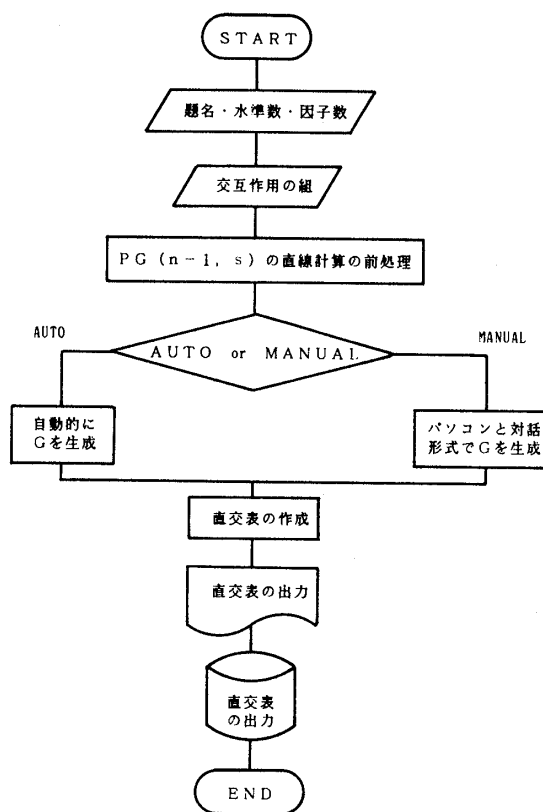 START
題名・水準数・因子数
交互作用の組
PG(n-1, s)の直線計算の前処理
AUTO or MANUAL
AUTO
MANUAL
自動的に
Gを生成
パソコンと対話
形式でGを生成
直交表の作成
直交表の出力
直交表
の出力
END